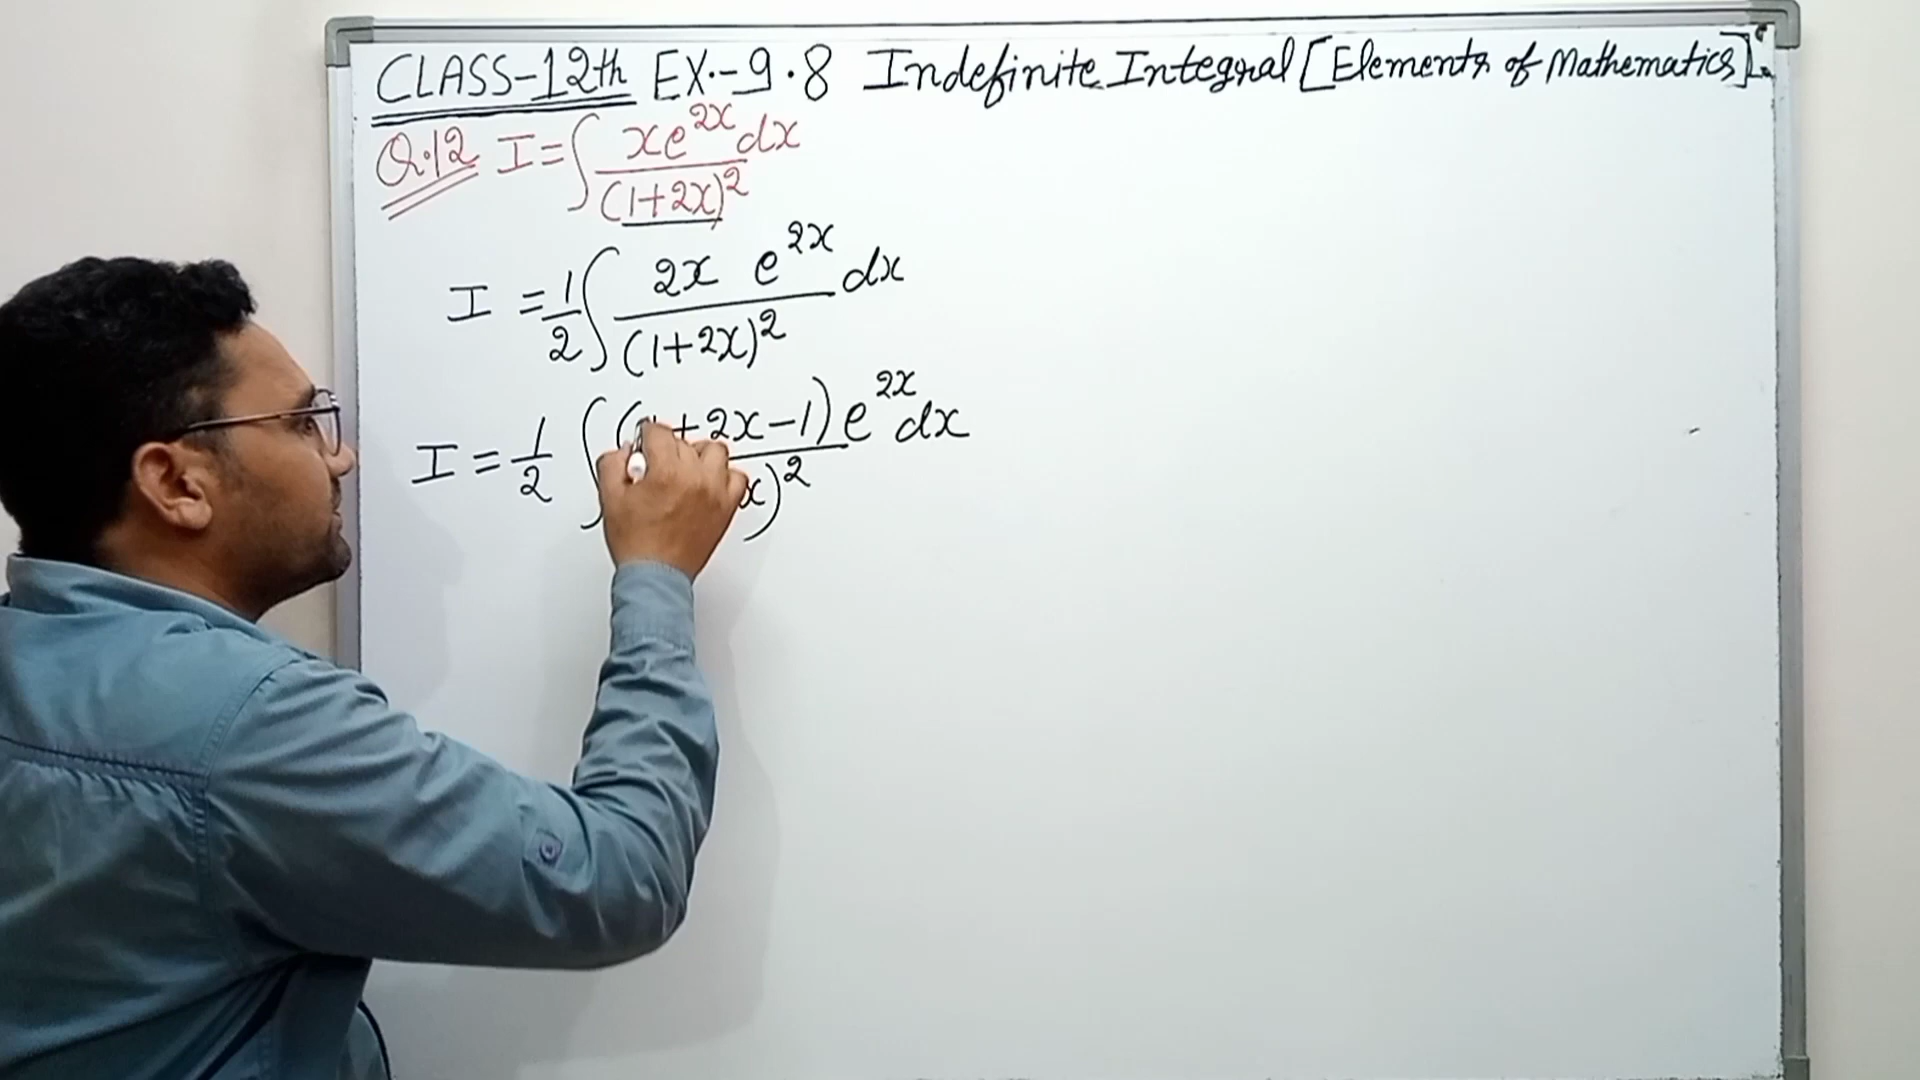 CLASS-12th EX.-9.8 Indefinite Integral [Elements of Mathematics]
Q.12 I=∫ xe^2x dx / (1+2x)^2
I = 1/2 ∫ 2x e^2x / (1+2x)^2 dx
I = 1/2 ∫ ( +2x-1) e^2x dx / x)^2